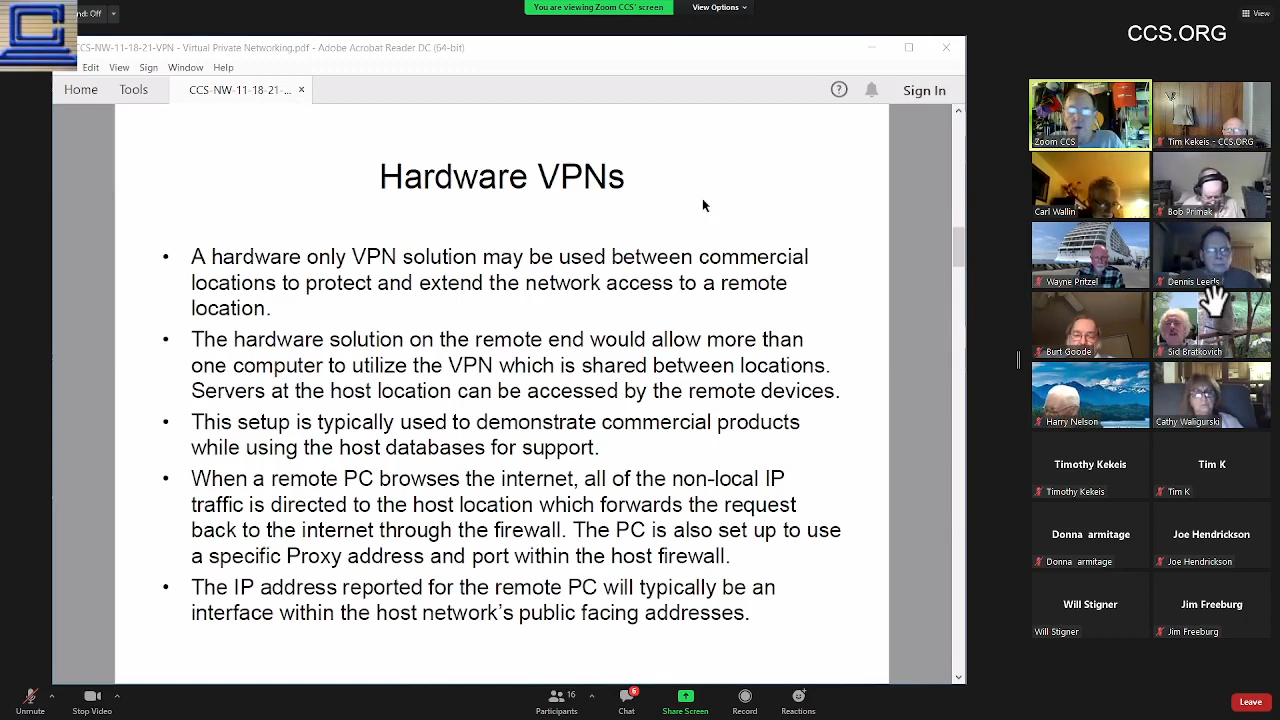 nd: Off
You are viewing Zoom CCS' screen
View Options
View
CCS.ORG
CCS-NW-11-18-21-VPN - Virtual Private Networking.pdf - Adobe Acrobat Reader DC (64-bit)
Edit View Sign Window Help
Home Tools CCS-NW-11-18-21-... × Sign In
Hardware VPNs
• A hardware only VPN solution may be used between commercial
locations to protect and extend the network access to a remote
location.
• The hardware solution on the remote end would allow more than
one computer to utilize the VPN which is shared between locations.
Servers at the host location can be accessed by the remote devices.
• This setup is typically used to demonstrate commercial products
while using the host databases for support.
• When a remote PC browses the internet, all of the non-local IP
traffic is directed to the host location which forwards the request
back to the internet through the firewall. The PC is also set up to use
a specific Proxy address and port within the host firewall.
• The IP address reported for the remote PC will typically be an
interface within the host network's public facing addresses.
Zoom CCS
Tim Kekeis - CCS.ORG
Carl Wallin
Bob Primak
Wayne Pritzel
Dennis Leerfs
Burt Goode
Sid Bratkovich
Harry Nelson
Cathy Waligurski
Timothy Kekeis
Tim K
Timothy Kekeis
Tim K
Donna armitage
Joe Hendrickson
Donna armitage
Joe Hendrickson
Will Stigner
Jim Freeburg
Will Stigner
Jim Freeburg
Unmute
Stop Video
16
Participants
6
Chat
Share Screen
Record
Reactions
Leave